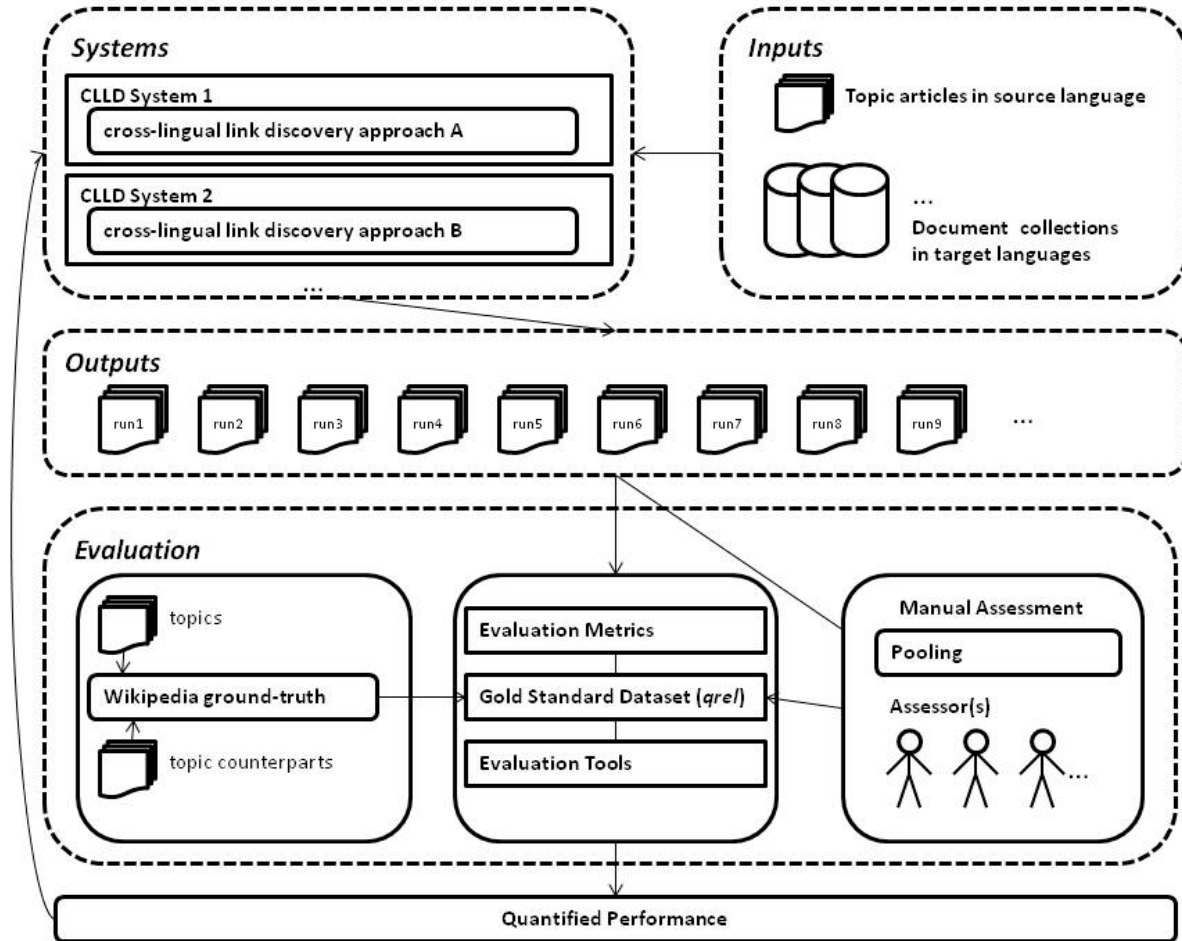 Systems
CLLD System 1
cross-lingual link discovery approach A
CLLD System 2
cross-lingual link discovery approach B
...
Inputs
Topic articles in source language
...
Document collections
in target languages
Outputs
run1 run2 run3 run4 run5 run6 run7 run8 run9 ...
Evaluation
topics
Wikipedia ground-truth
topic counterparts
Evaluation Metrics
Gold Standard Dataset (qrel)
Evaluation Tools
Manual Assessment
Pooling
Assessor(s)
...
Quantified Performance